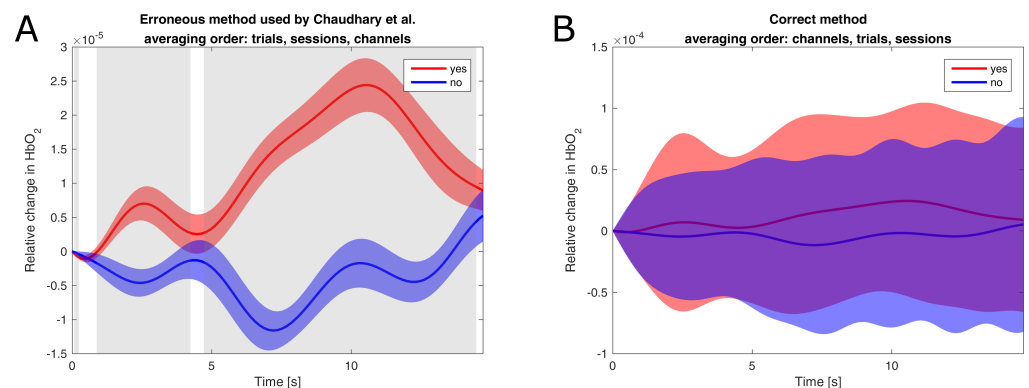 A
Erroneous method used by Chaudhary et al.
averaging order: trials, sessions, channels
×10⁻⁵
3
2.5
2
1.5
1
0.5
0
-0.5
-1
-1.5
0
5
10
Relative change in HbO₂
Time [s]
yes
no
B
Correct method
averaging order: channels, trials, sessions
×10⁻⁴
1.5
1
0.5
0
-0.5
-1
0
5
10
Relative change in HbO₂
Time [s]
yes
no